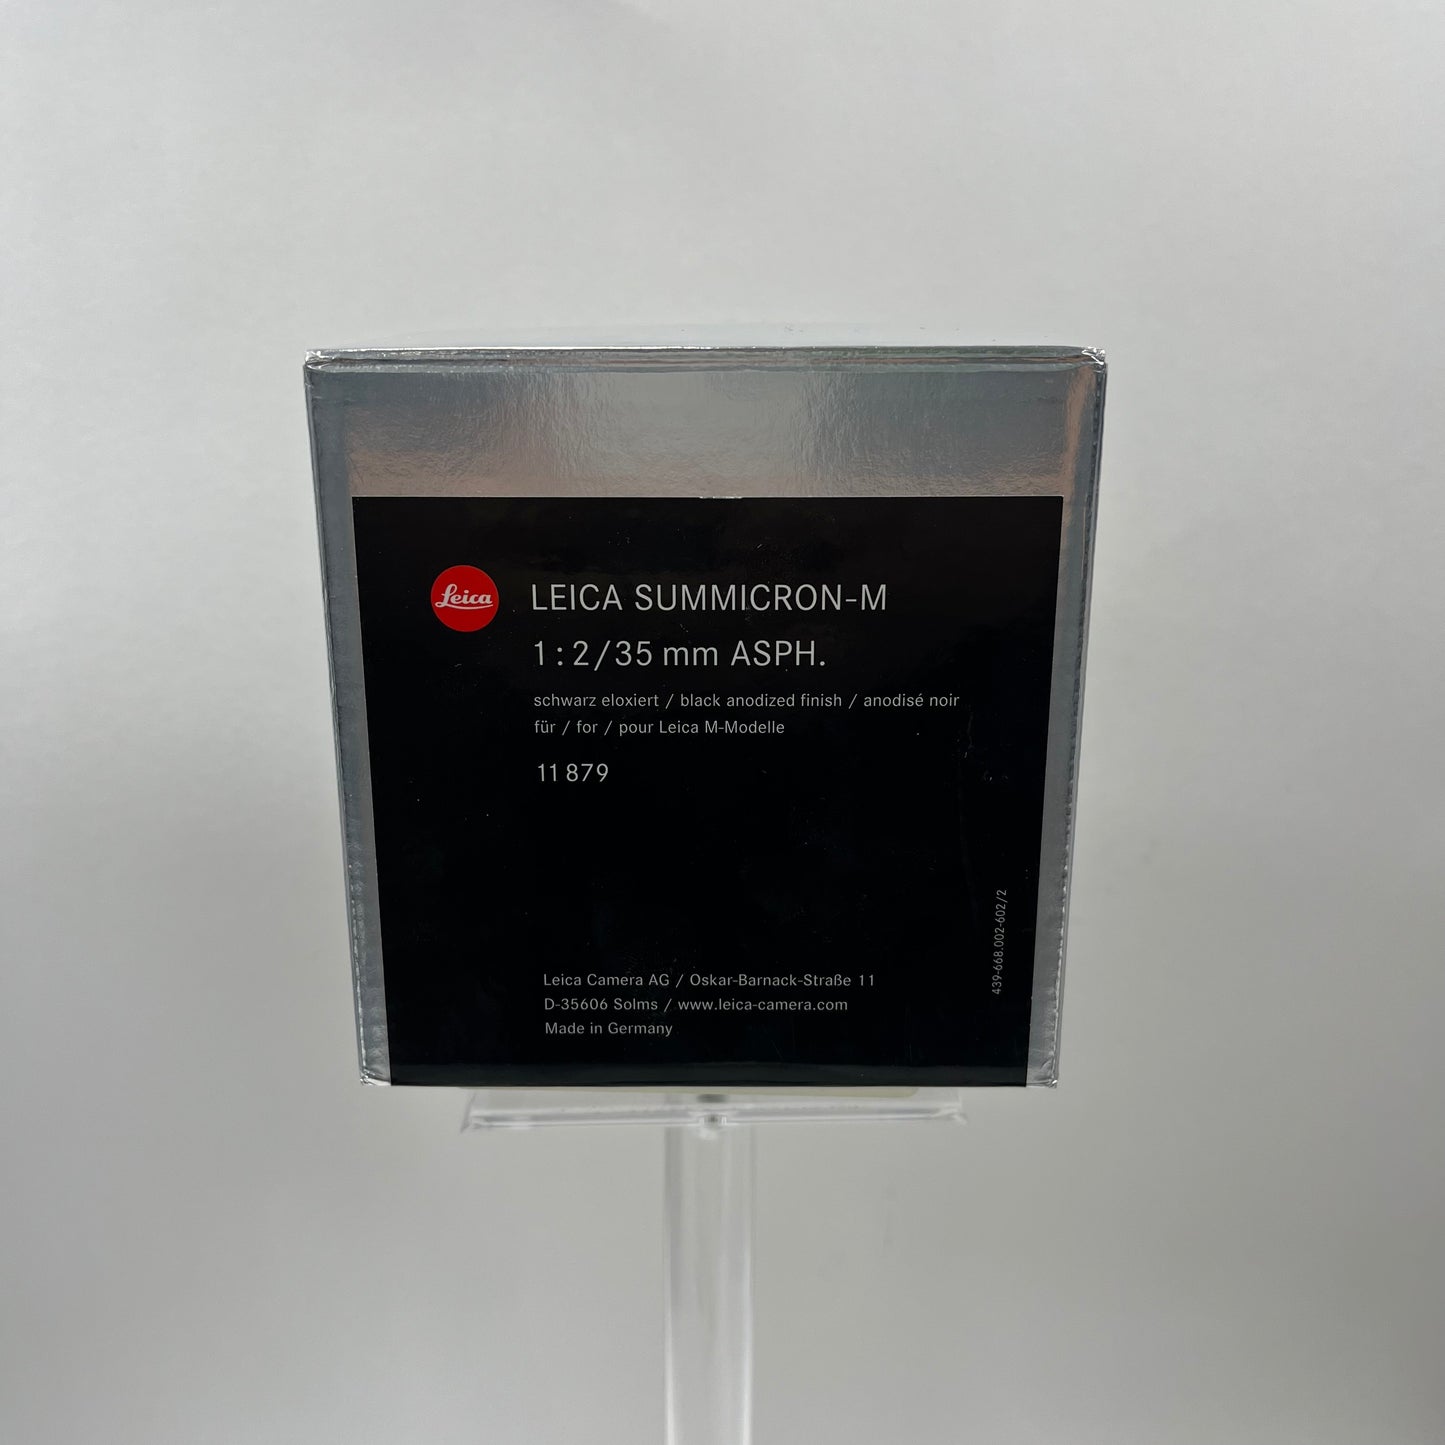 Leica
LEICA SUMMICRON-M
1:2/35 mm ASPH.
schwarz eloxiert / black anodized finish / anodisé noir
für / for / pour Leica M-Modelle
11 879
439-668.002-602/2
Leica Camera AG / Oskar-Barnack-Straße 11
D-35606 Solms / www.leica-camera.com
Made in Germany